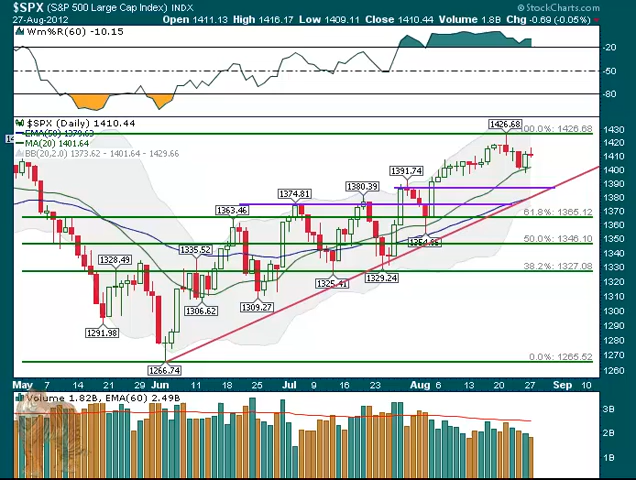 $SPX (S&P 500 Large Cap Index) INDX
© StockCharts.com
27-Aug-2012
Open 1411.13 High 1416.17 Low 1409.11 Close 1410.44 Volume 1.8B Chg -0.69 (-0.05%)
Wm%R(60) -10.15
-20
-50
-80
$SPX (Daily) 1410.44
EMA(50) 1379.63
MA(20) 1401.64
BB(20,2.0) 1373.62 - 1401.64 - 1429.66
1426.68
100.0%: 1426.68
1391.74
1380.39
1374.81
1363.46
61.8%: 1365.12
1335.52
50.0%: 1346.10
1328.49
38.2%: 1327.08
1329.24
1325.41
1306.62
1309.27
1291.98
1266.74
0.0%: 1265.52
1430
1420
1410
1400
1390
1380
1370
1360
1350
1340
1330
1320
1310
1300
1290
1280
1270
1260
May 7 14 21 29 Jun 11 18 25 Jul 9 16 23 Aug 6 13 20 27 Sep 10
Volume 1.82B, EMA(60) 2.49B
3B
2B
1B